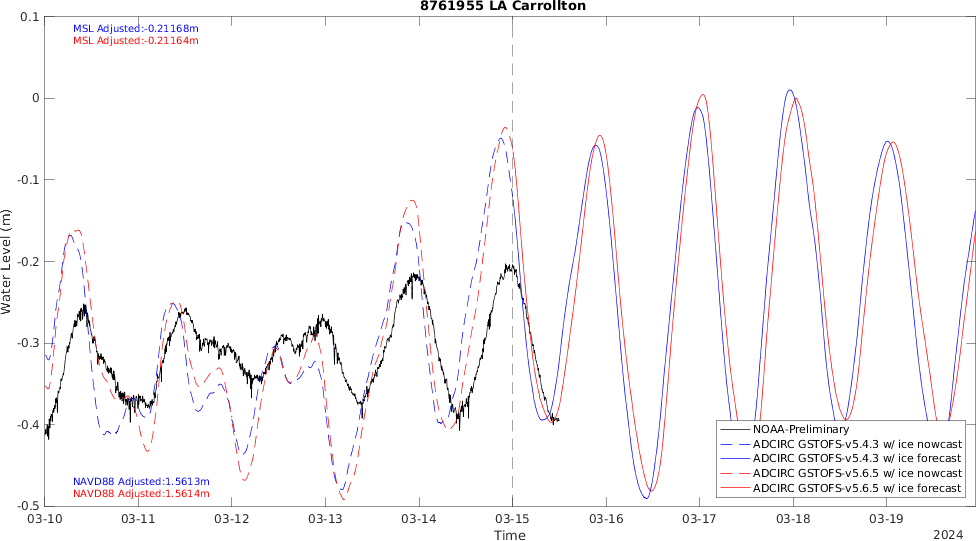 8761955 LA Carrollton
MSL Adjusted:-0.21168m
MSL Adjusted:-0.21164m
0.1
0
-0.1
-0.2
-0.3
-0.4
-0.5
Water Level (m)
NAVD88 Adjusted:1.5613m
NAVD88 Adjusted:1.5614m
NOAA-Preliminary
ADCIRC GSTOFS-v5.4.3 w/ ice nowcast
ADCIRC GSTOFS-v5.4.3 w/ ice forecast
ADCIRC GSTOFS-v5.6.5 w/ ice nowcast
ADCIRC GSTOFS-v5.6.5 w/ ice forecast
03-10 03-11 03-12 03-13 03-14 03-15 03-16 03-17 03-18 03-19
Time
2024